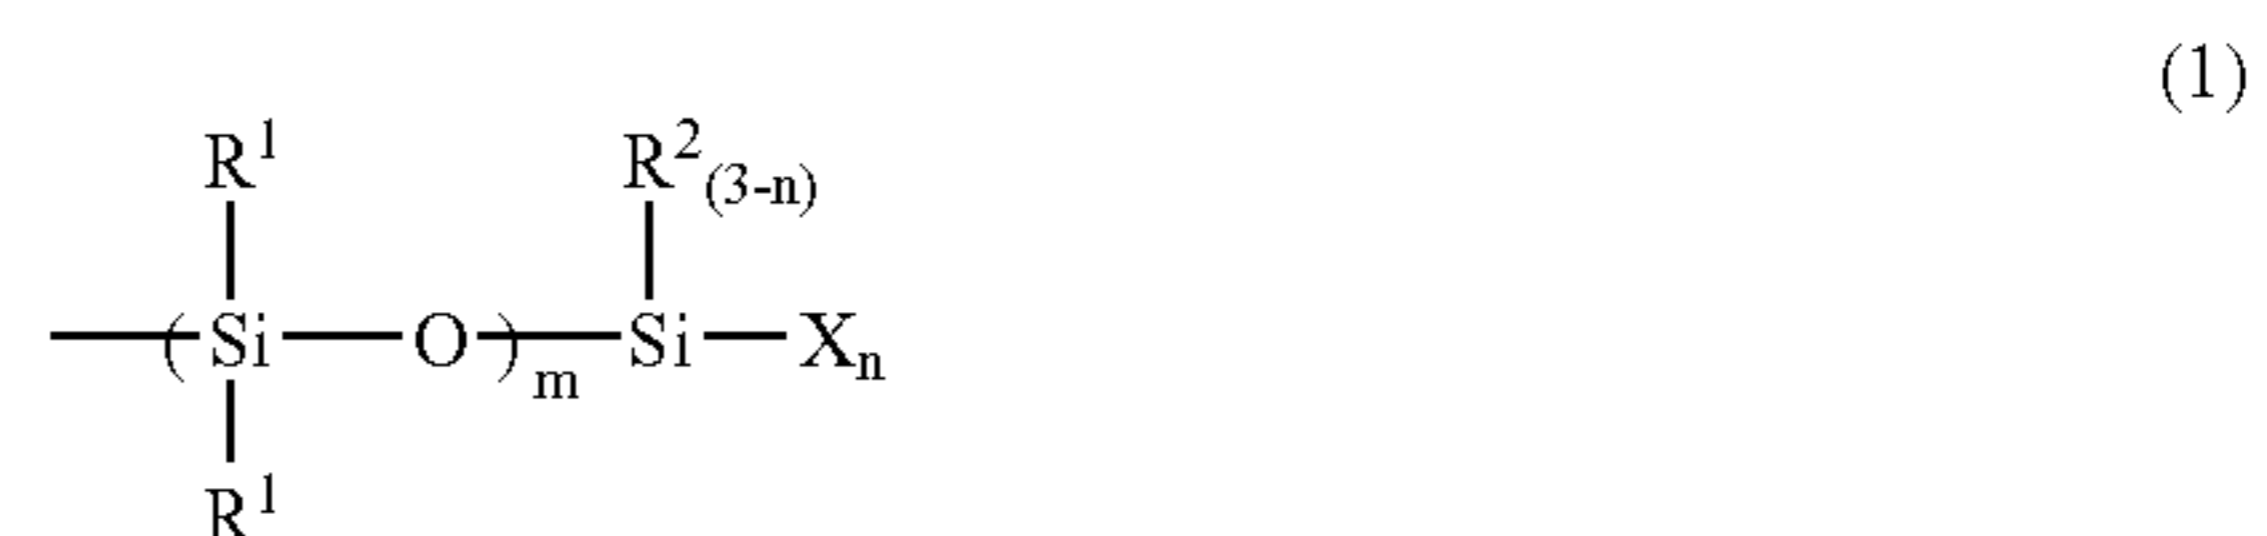 (1)
R¹ R²₍₃₋ₙ₎
—(Si—O)ₘ—Si—Xₙ
R¹